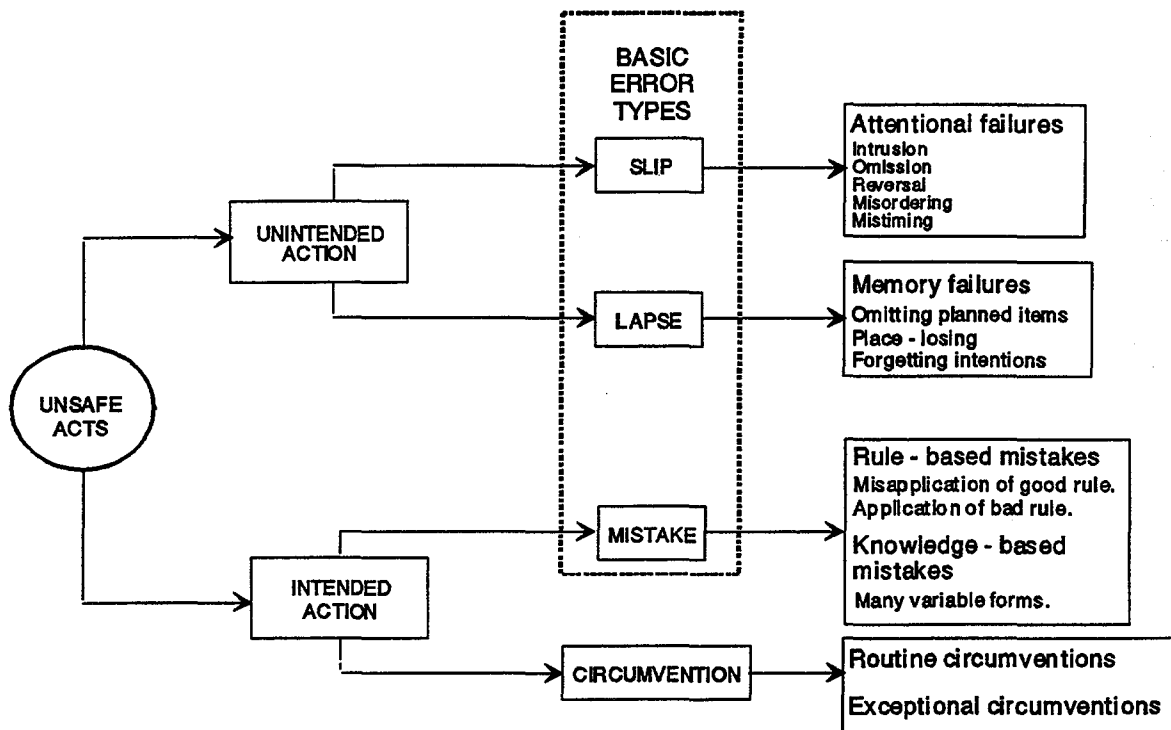 BASIC
ERROR
TYPES
SLIP
Attentional failures
Intrusion
Omission
Reversal
Misordering
Mistiming
UNINTENDED
ACTION
LAPSE
Memory failures
Omitting planned items
Place - losing
Forgetting intentions
UNSAFE
ACTS
MISTAKE
Rule - based mistakes
Misapplication of good rule.
Application of bad rule.
Knowledge - based
mistakes
Many variable forms.
INTENDED
ACTION
CIRCUMVENTION
Routine circumventions
Exceptional circumventions